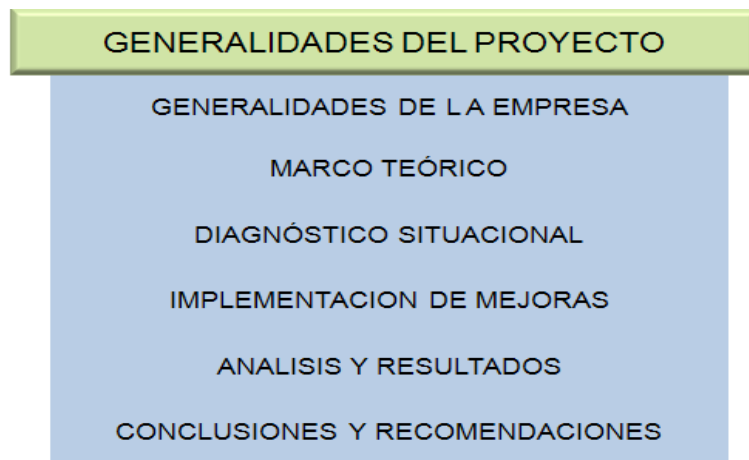 GENERALIDADES DEL PROYECTO
GENERALIDADES DE LA EMPRESA
MARCO TEÓRICO
DIAGNÓSTICO SITUACIONAL
IMPLEMENTACION DE MEJORAS
ANALISIS Y RESULTADOS
CONCLUSIONES Y RECOMENDACIONES